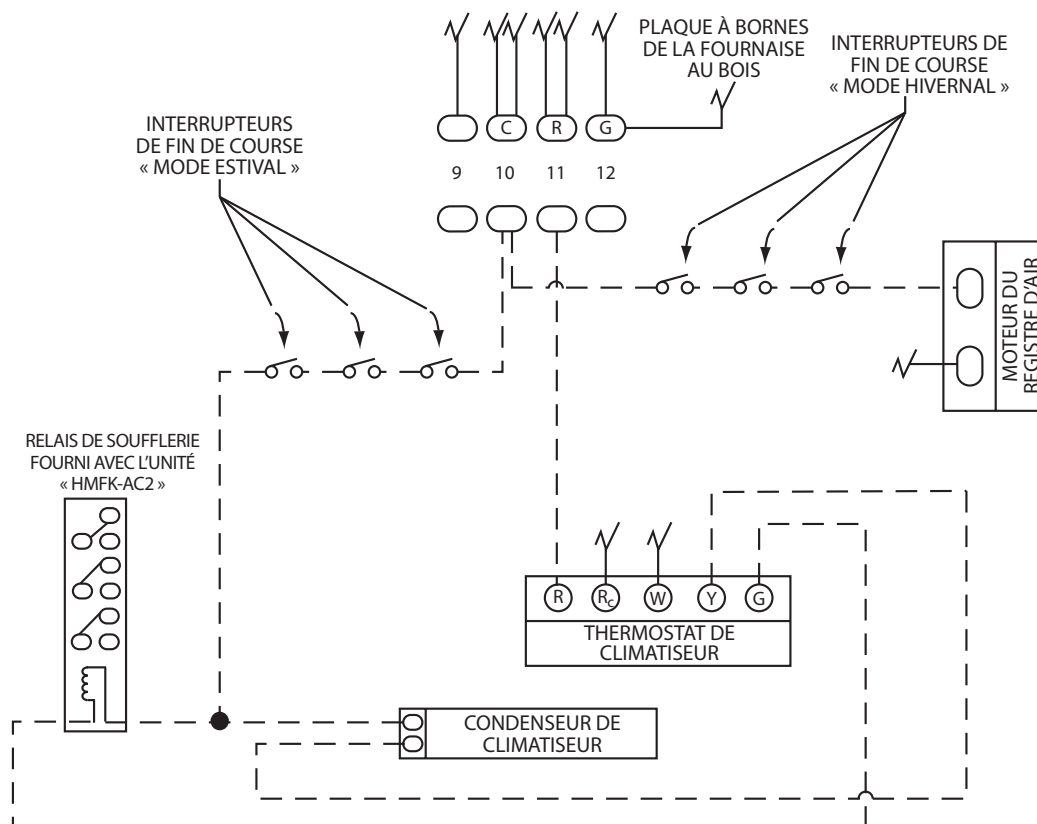 PLAQUE À BORNES
DE LA FOURNAISE
AU BOIS
INTERRUPTEURS DE
FIN DE COURSE
« MODE HIVERNAL »
INTERRUPTEURS
DE FIN DE COURSE
« MODE ESTIVAL »
C R G
9 10 11 12
MOTEUR DU
REGISTRE D'AIR
RELAIS DE SOUFFLERIE
FOURNI AVEC L'UNITÉ
« HMFK-AC2 »
R Rc W Y G
THERMOSTAT DE
CLIMATISEUR
CONDENSEUR DE
CLIMATISEUR